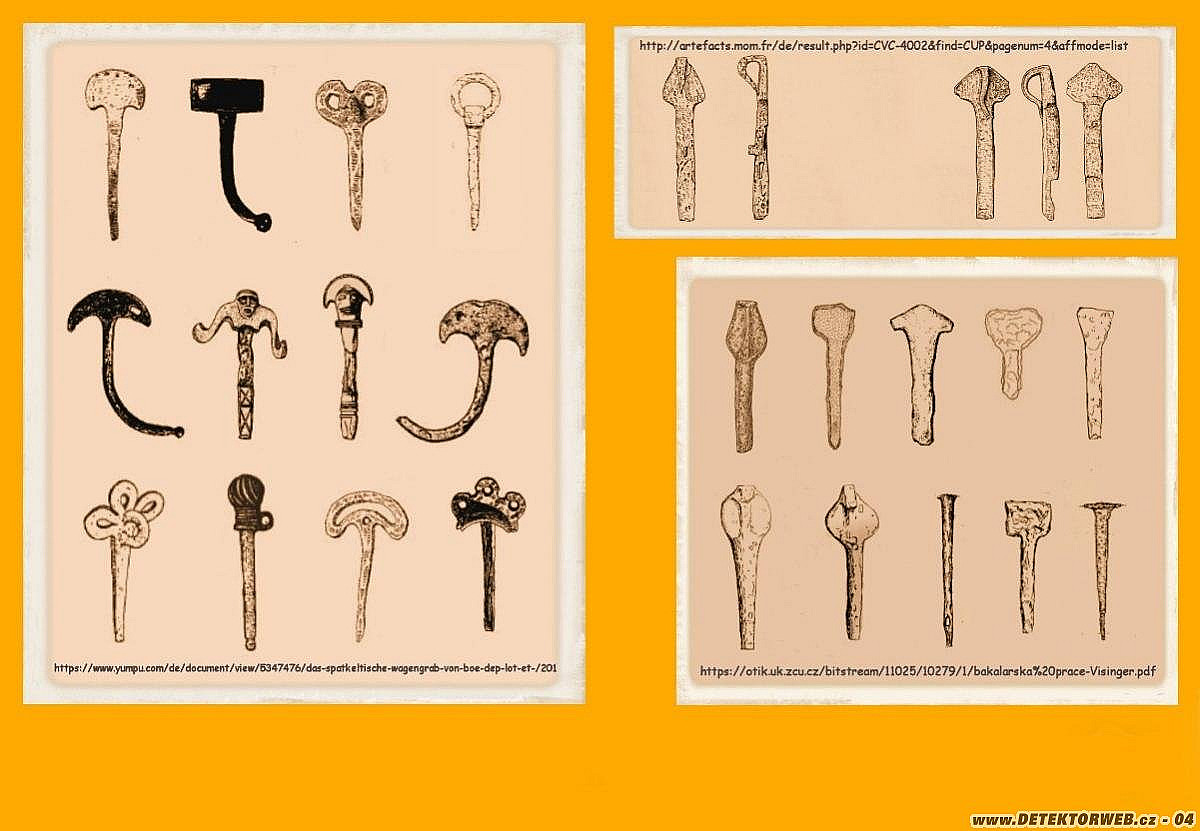 http://artefacts.mom.fr/de/result.php?id=CVC-4002&find=CUP&pagenum=4&affmode=list
https://www.yumpu.com/de/document/view/5347476/das-spatkeltische-wagengrab-von-boe-dep-lot-et-/201
https://otik.uk.zcu.cz/bitstream/11025/10279/1/bakalarska%20prace-Visinger.pdf
www.DETEKTORWEB.cz - 04